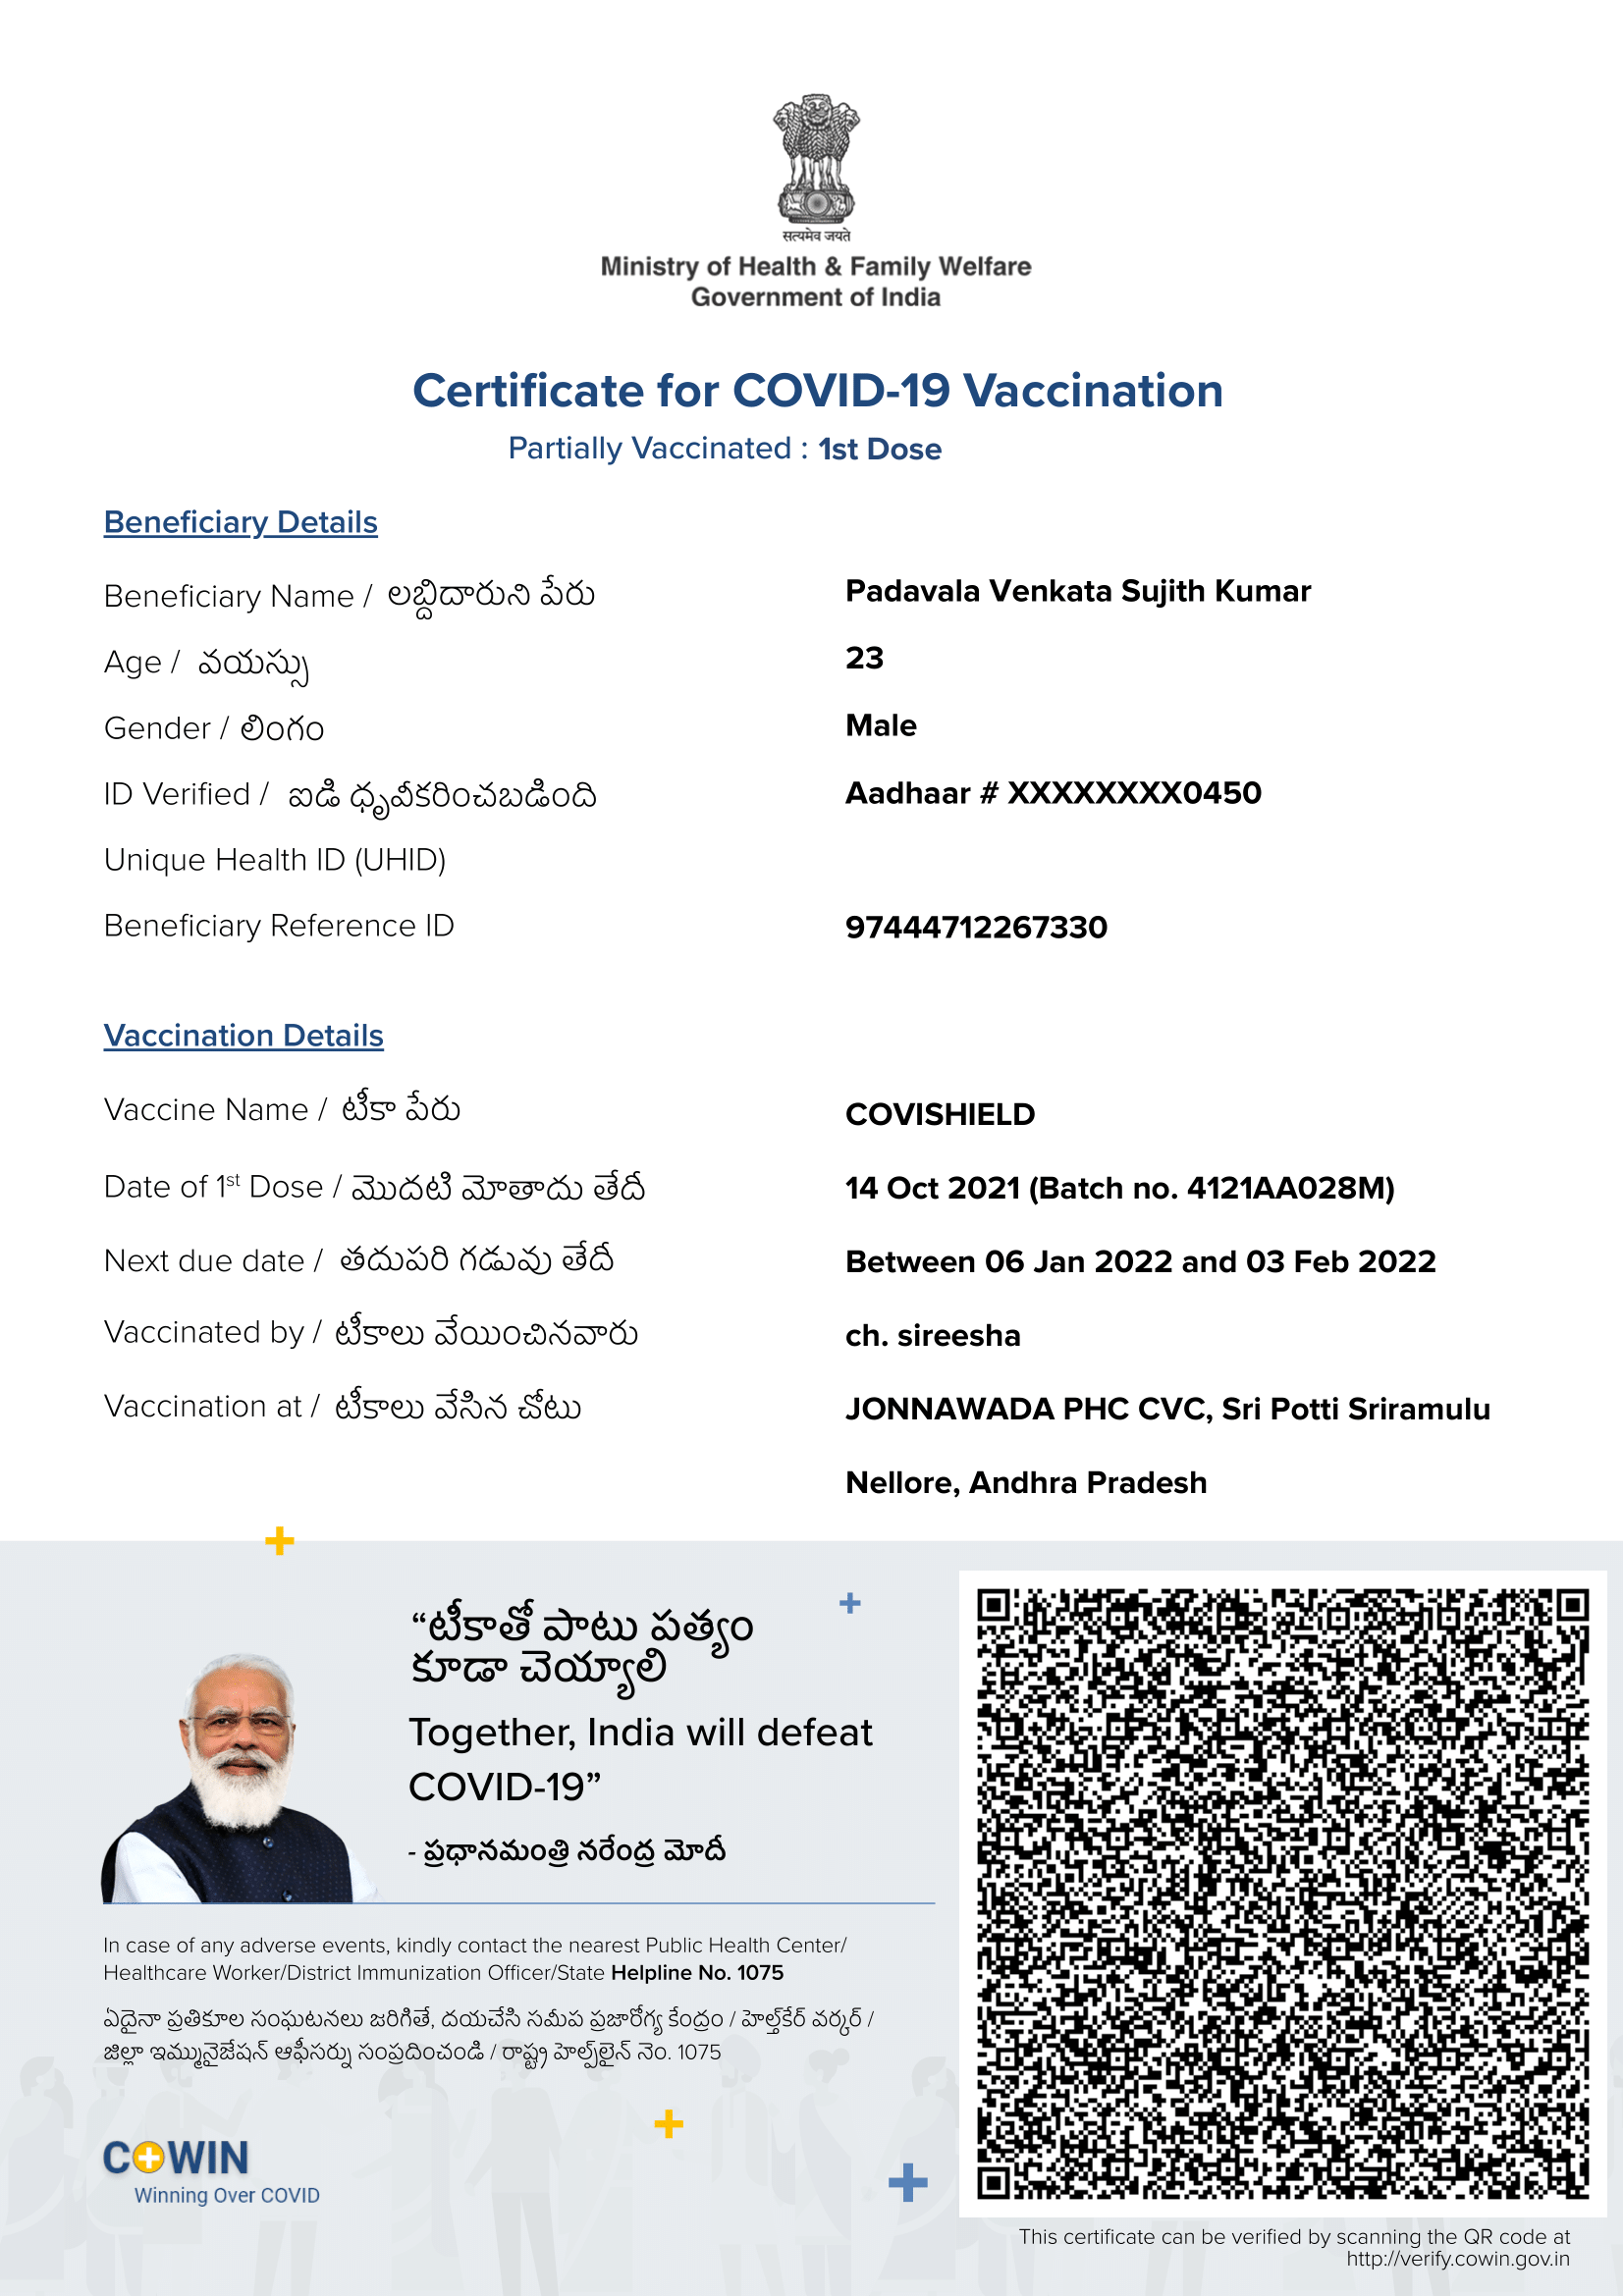 सत्यमेव जयते
Ministry of Health & Family Welfare
Government of India
Certificate for COVID-19 Vaccination
Partially Vaccinated : 1st Dose
Beneficiary Details
Beneficiary Name / లబ్దిదారుని పేరు Padavala Venkata Sujith Kumar
Age / వయస్సు 23
Gender / లింగం Male
ID Verified / ఐడి ధృవీకరించబడింది Aadhaar # XXXXXXXX0450
Unique Health ID (UHID)
Beneficiary Reference ID 97444712267330
Vaccination Details
Vaccine Name / టీకా పేరు COVISHIELD
Date of 1st Dose / మొదటి మోతాదు తేదీ 14 Oct 2021 (Batch no. 4121AA028M)
Next due date / తదుపరి గడువు తేదీ Between 06 Jan 2022 and 03 Feb 2022
Vaccinated by / టీకాలు వేయించినవారు ch. sireesha
Vaccination at / టీకాలు వేసిన చోటు JONNAWADA PHC CVC, Sri Potti Sriramulu
Nellore, Andhra Pradesh
“టీకాతో పాటు పత్యం
కూడా చెయ్యాలి
Together, India will defeat
COVID-19”
- ప్రధానమంత్రి నరేంద్ర మోదీ
In case of any adverse events, kindly contact the nearest Public Health Center/
Healthcare Worker/District Immunization Officer/State Helpline No. 1075
ఏదైనా ప్రతికూల సంఘటనలు జరిగితే, దయచేసి సమీప ప్రజారోగ్య కేంద్రం / హెల్త్‌కేర్ వర్కర్ /
జిల్లా ఇమ్మునైజేషన్ ఆఫీసర్ను సంప్రదించండి / రాష్ట్ర హెల్ప్‌లైన్ నెం. 1075
COWIN
Winning Over COVID
This certificate can be verified by scanning the QR code at
http://verify.cowin.gov.in